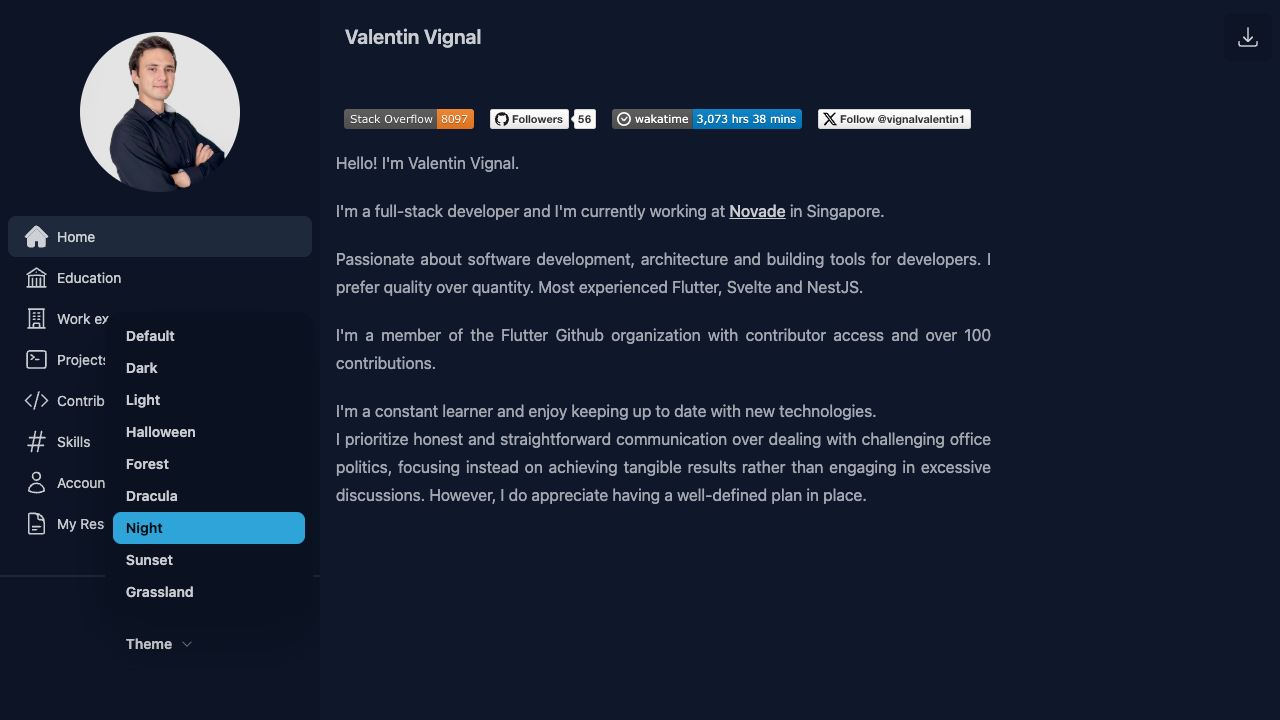 Valentin Vignal
Stack Overflow 8097
Followers 56
wakatime 3,073 hrs 38 mins
Follow @vignalvalentin1
Hello! I'm Valentin Vignal.
I'm a full-stack developer and I'm currently working at Novade in Singapore.
Passionate about software development, architecture and building tools for developers. I
prefer quality over quantity. Most experienced Flutter, Svelte and NestJS.
I'm a member of the Flutter Github organization with contributor access and over 100
contributions.
I'm a constant learner and enjoy keeping up to date with new technologies.
I prioritize honest and straightforward communication over dealing with challenging office
politics, focusing instead on achieving tangible results rather than engaging in excessive
discussions. However, I do appreciate having a well-defined plan in place.
Home
Education
Work ex
Projects
Contrib
Skills
Accoun
My Res
Default
Dark
Light
Halloween
Forest
Dracula
Night
Sunset
Grassland
Theme